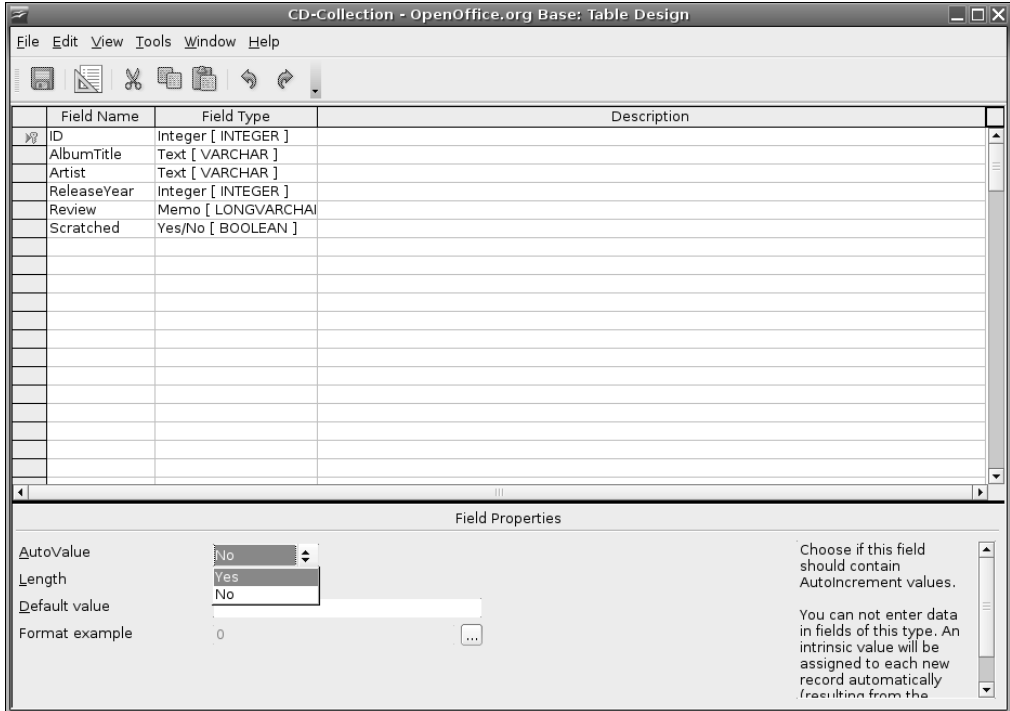 CD-Collection - OpenOffice.org Base: Table Design
File Edit View Tools Window Help
Field Name Field Type Description
ID Integer [ INTEGER ]
AlbumTitle Text [ VARCHAR ]
Artist Text [ VARCHAR ]
ReleaseYear Integer [ INTEGER ]
Review Memo [ LONGVARCHAI
Scratched Yes/No [ BOOLEAN ]
Field Properties
AutoValue No
Yes
No
Length
Default value
Format example 0 ...
Choose if this field
should contain
AutoIncrement values.
You can not enter data
in fields of this type. An
intrinsic value will be
assigned to each new
record automatically
(resulting from the